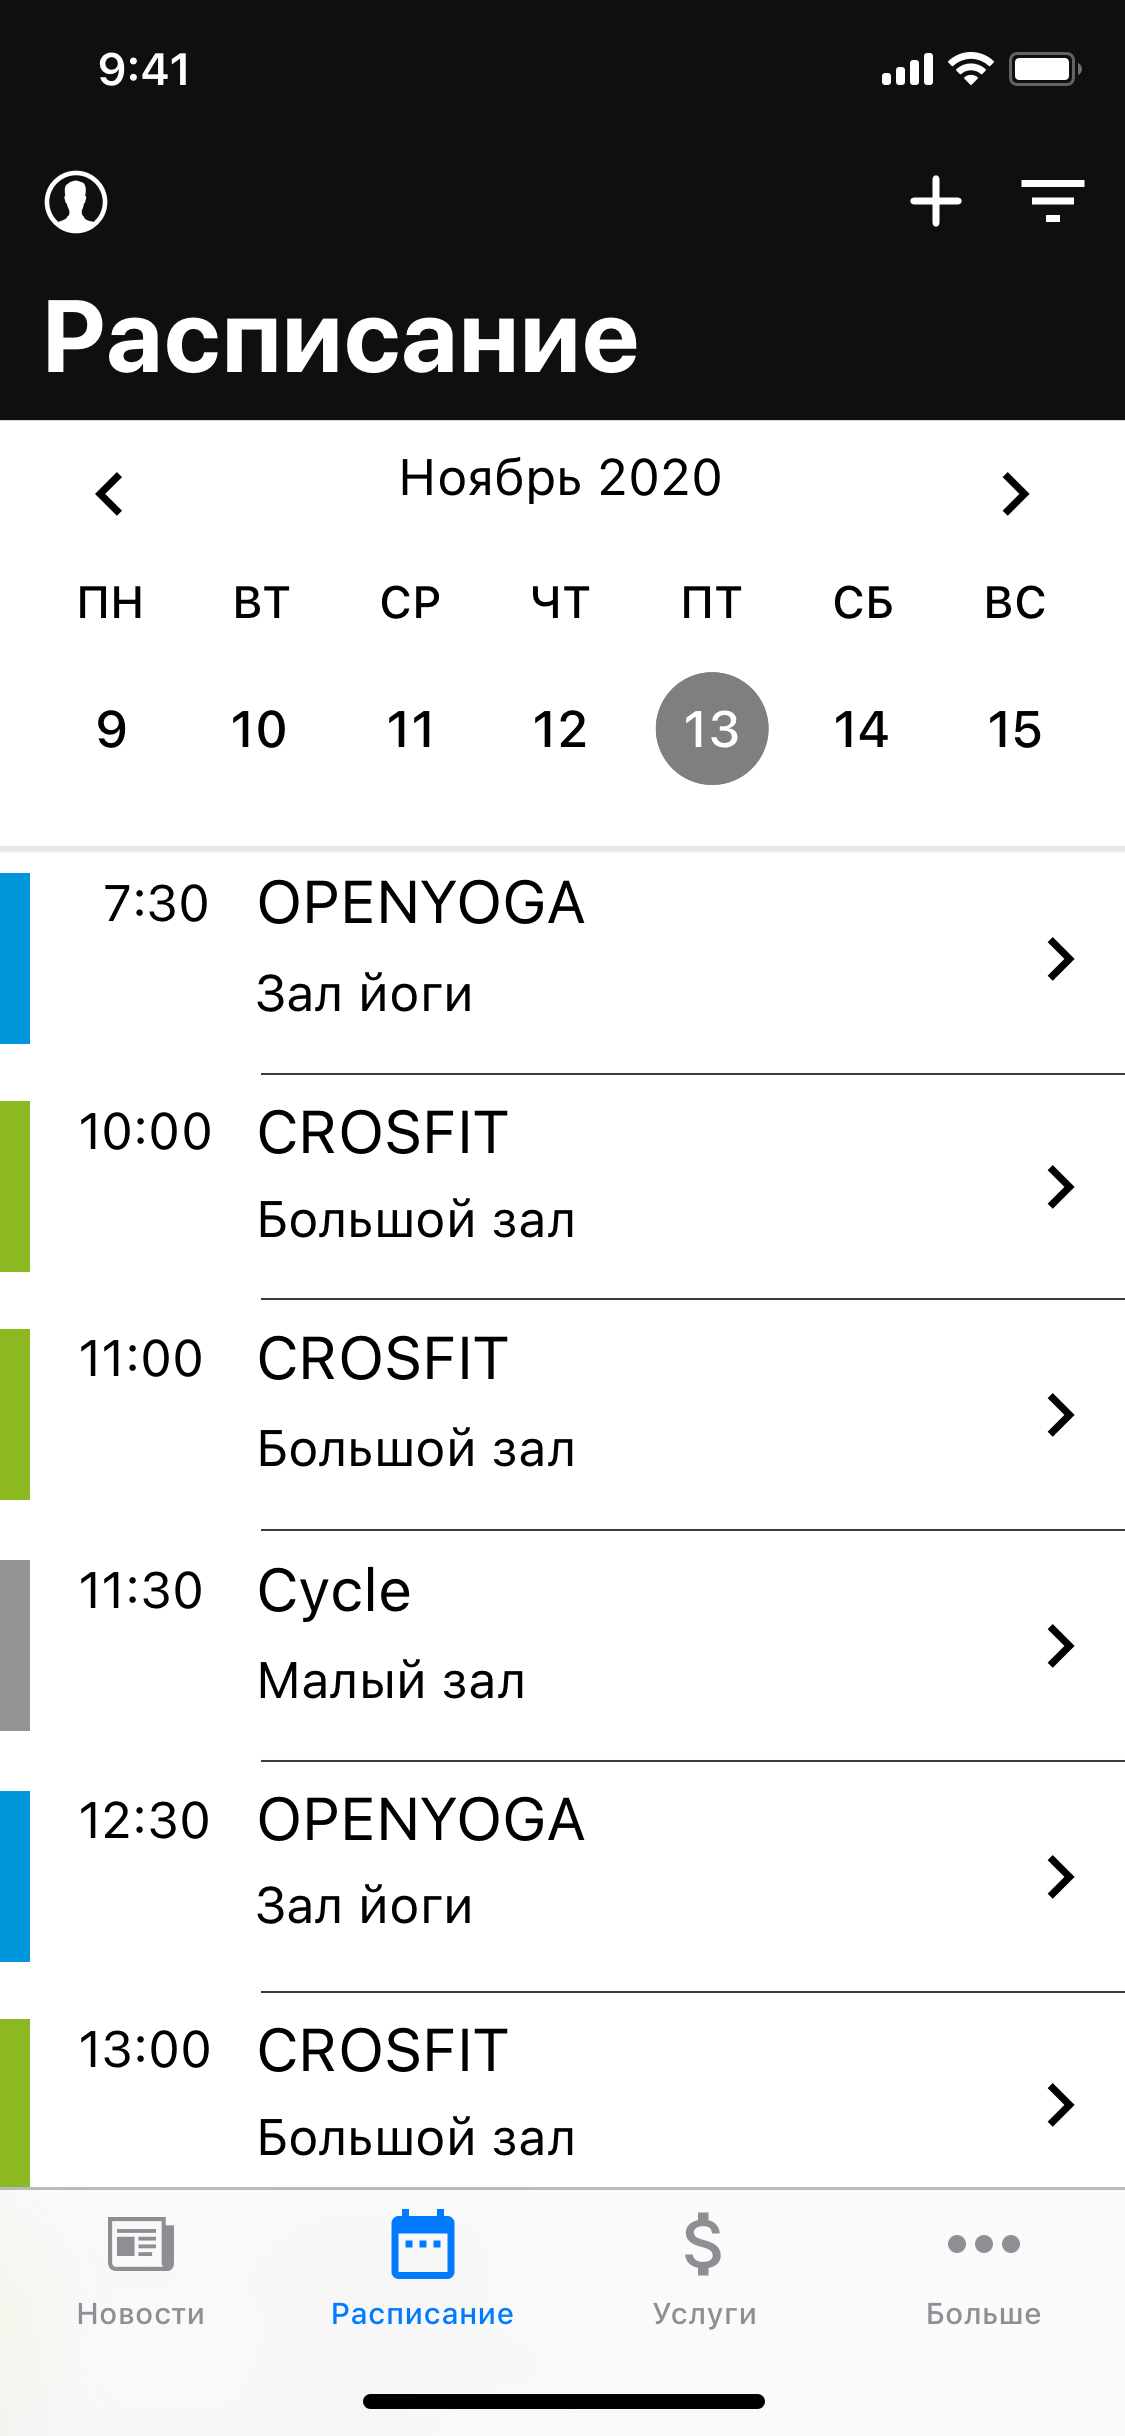 9:41
Расписание
Ноябрь 2020
ПН ВТ СР ЧТ ПТ СБ ВС
9 10 11 12 13 14 15
7:30 OPENYOGA
Зал йоги
10:00 CROSFIT
Большой зал
11:00 CROSFIT
Большой зал
11:30 Cycle
Малый зал
12:30 OPENYOGA
Зал йоги
13:00 CROSFIT
Большой зал
Новости Расписание Услуги Больше